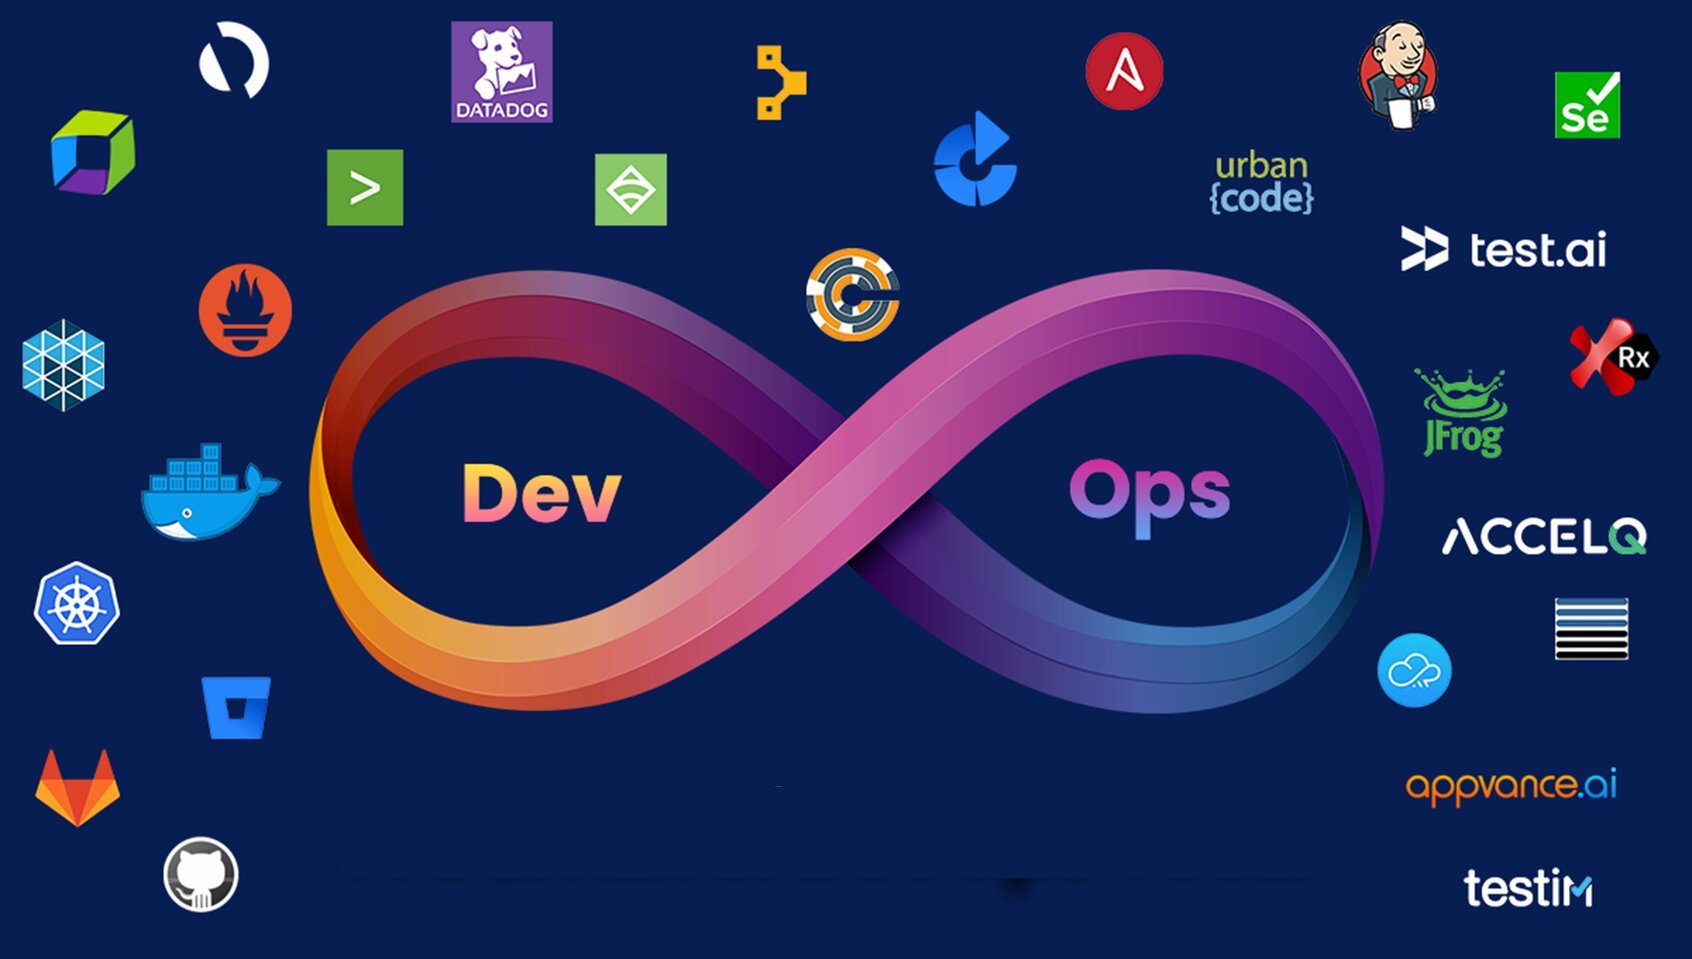 DATADOG
Se
urban
{code}
test.ai
Rx
JFrog
Dev
Ops
ACCELQ
appvance.ai
testim